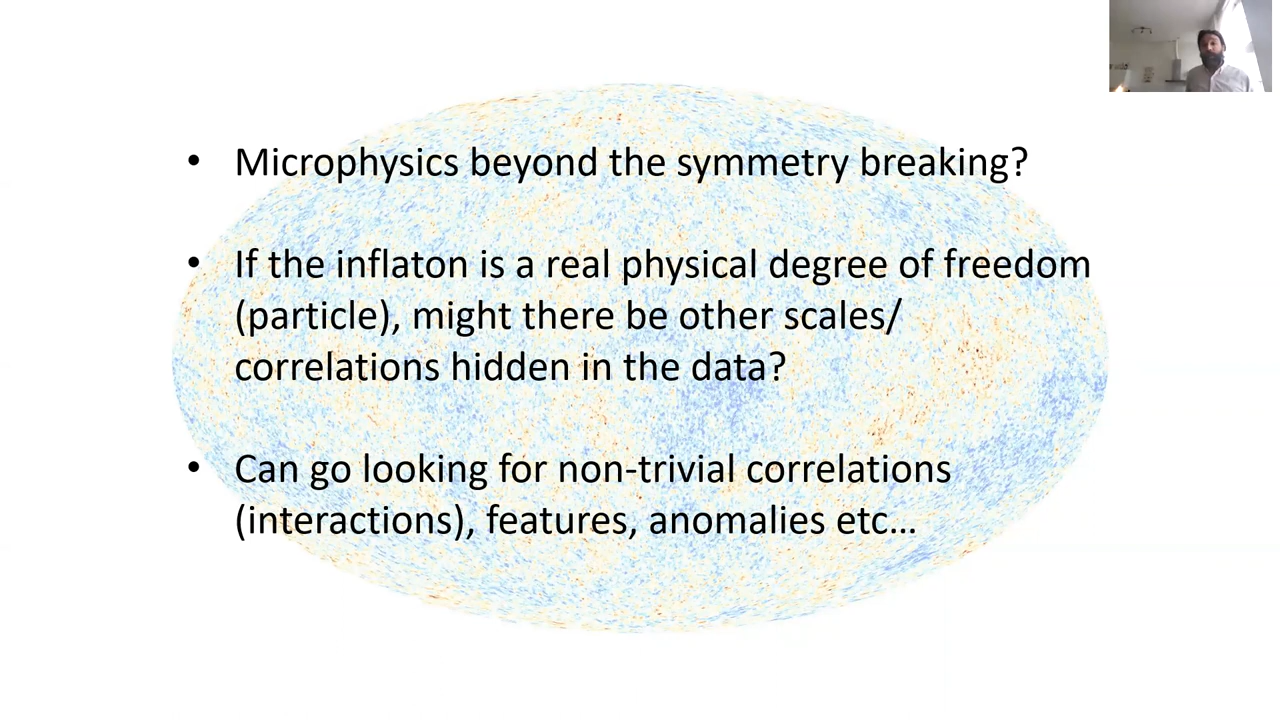 • Microphysics beyond the symmetry breaking?
• If the inflaton is a real physical degree of freedom
(particle), might there be other scales/
correlations hidden in the data?
• Can go looking for non-trivial correlations
(interactions), features, anomalies etc...